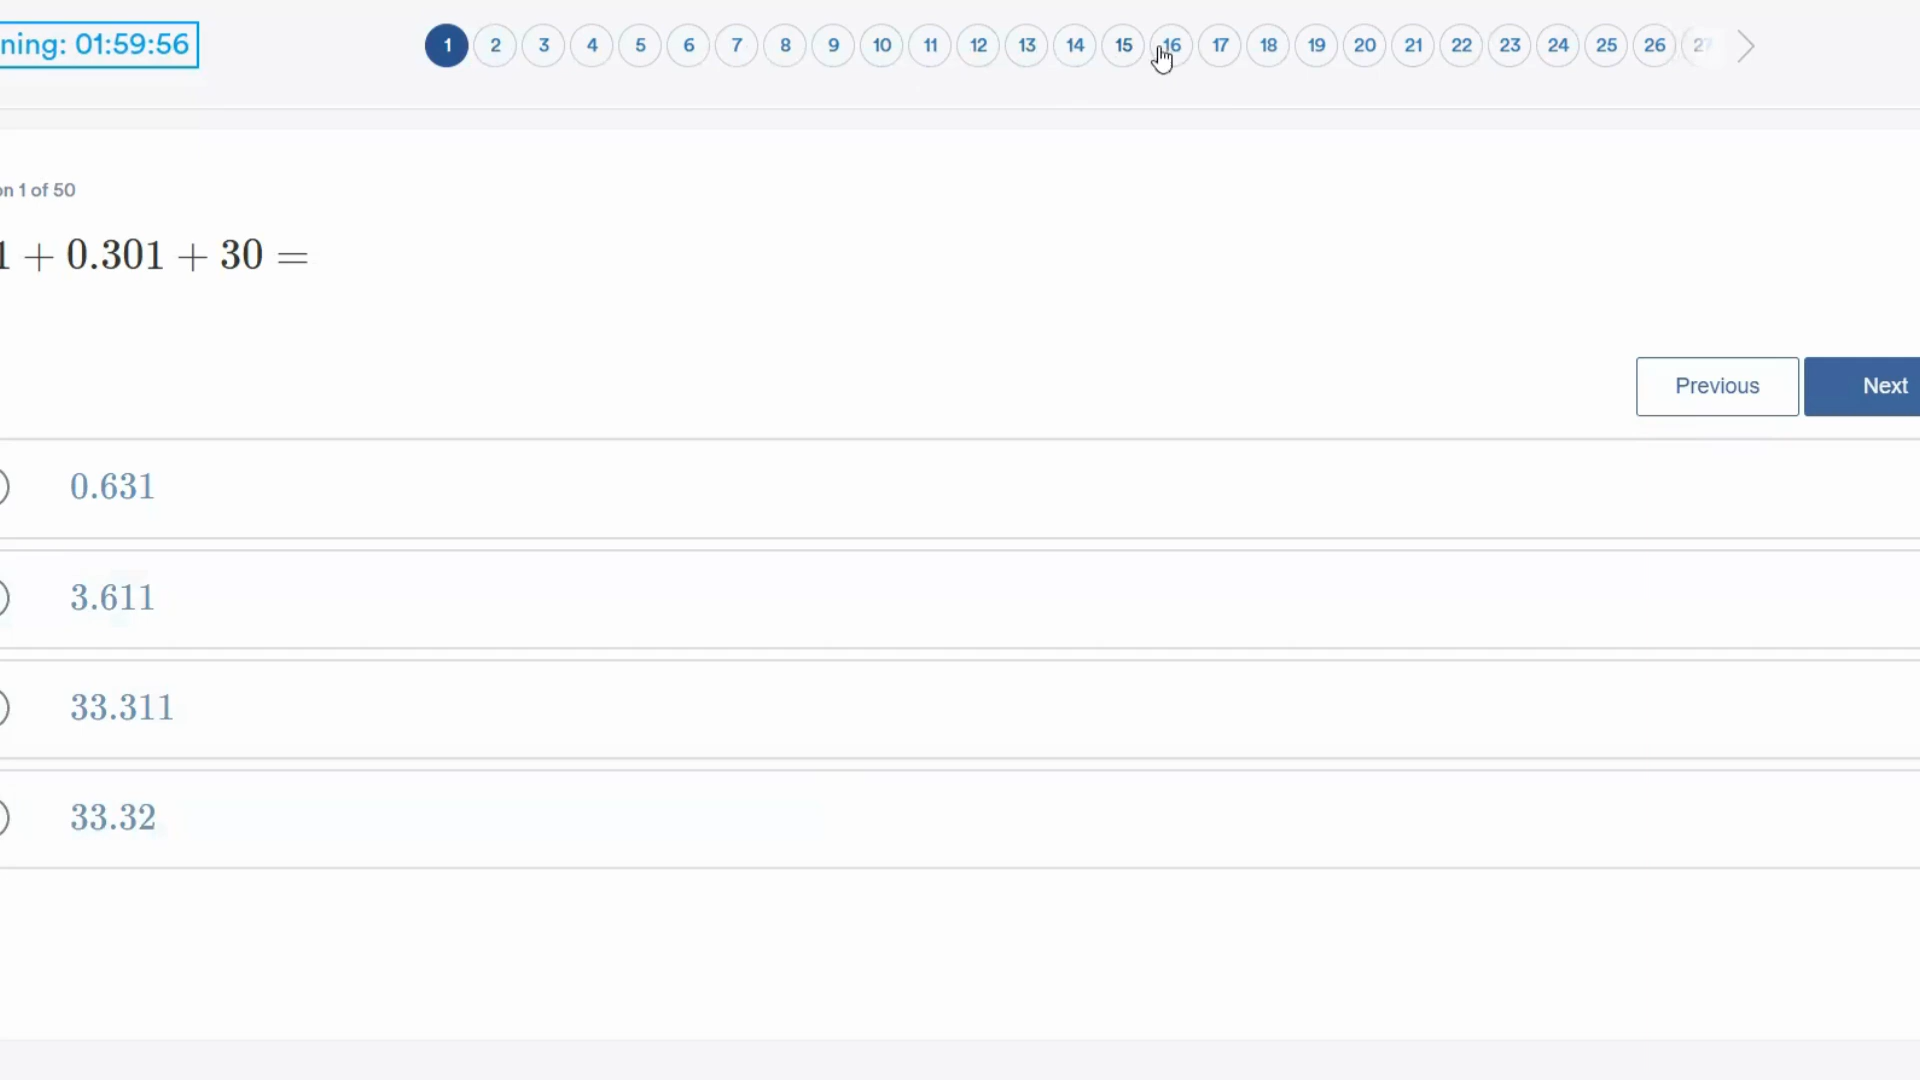 ning: 01:59:56
1 2 3 4 5 6 7 8 9 10 11 12 13 14 15 16 17 18 19 20 21 22 23 24 25 26 27
on 1 of 50
1 + 0.301 + 30 =
Previous Next
0.631
3.611
33.311
33.32